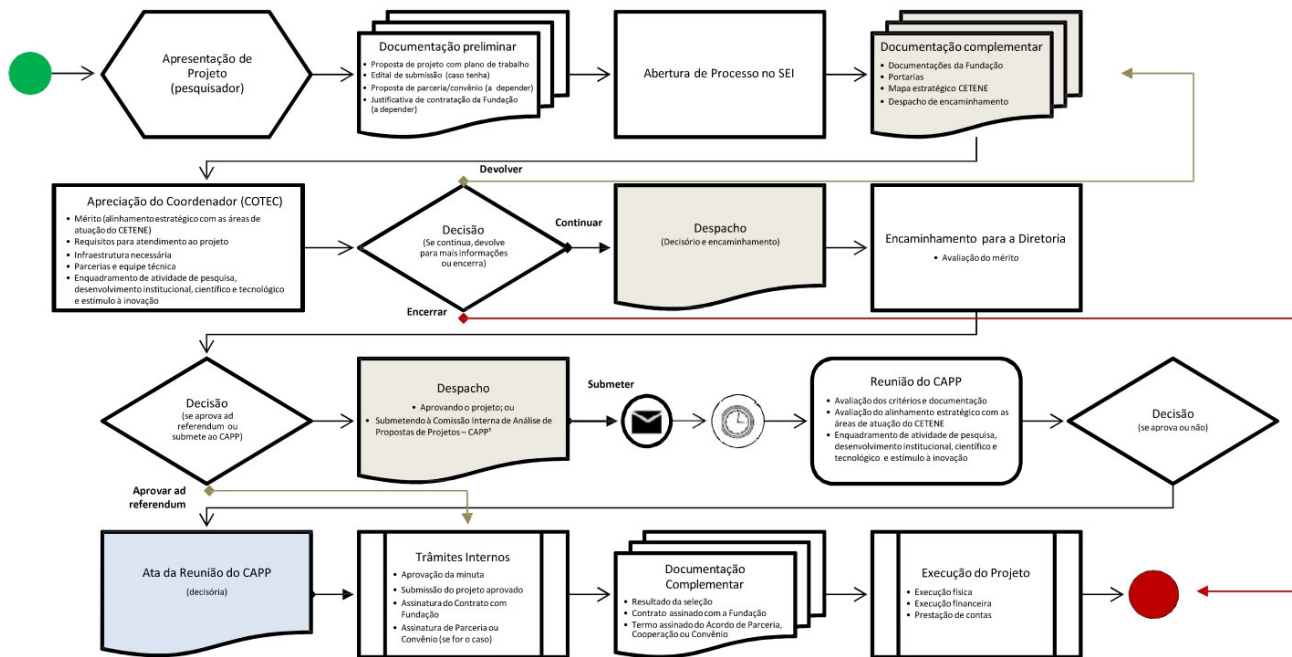 Apresentação de
Projeto
(pesquisador)
Documentação preliminar
• Proposta de projeto com plano de trabalho
• Edital de submissão (caso tenha)
• Proposta de parceria/convênio (a depender)
• Justificativa de contratação da Fundação
(a depender)
Abertura de Processo no SEI
Documentação complementar
• Documentações da Fundação
• Portarias
• Mapa estratégico CETENE
• Despacho de encaminhamento
Devolver
Apreciação do Coordenador (COTEC)
• Mérito (alinhamento estratégico com as áreas de
atuação do CETENE)
• Requisitos para atendimento ao projeto
• Infraestrutura necessária
• Parcerias e equipe técnica
• Enquadramento de atividade de pesquisa,
desenvolvimento institucional, científico e tecnológico
e estímulo à inovação
Decisão
(Se continua, devolve
para mais informações
ou encerra)
Continuar
Despacho
(Decisório e encaminhamento)
Encaminhamento para a Diretoria
• Avaliação do mérito
Encerrar
Decisão
(se aprova ad
referendum ou
submete ao CAPP)
Despacho
• Aprovando o projeto; ou
• Submetendo à Comissão Interna de Análise de
Propostas de Projetos – CAPP¹
Submeter
Reunião do CAPP
• Avaliação dos critérios e documentação
• Avaliação do alinhamento estratégico com as
áreas de atuação do CETENE
• Enquadramento de atividade de pesquisa,
desenvolvimento institucional, científico e
tecnológico e estímulo à inovação
Decisão
(se aprova ou não)
Aprovar ad
referendum
Ata da Reunião do CAPP
(decisória)
Trâmites Internos
• Aprovação da minuta
• Submissão do projeto aprovado
• Assinatura do Contrato com
Fundação
• Assinatura de Parceria ou
Convênio (se for o caso)
Documentação
Complementar
• Resultado da seleção
• Contrato assinado com a Fundação
• Termo assinado do Acordo de Parceria,
Cooperação ou Convênio
Execução do Projeto
• Execução física
• Execução financeira
• Prestação de contas